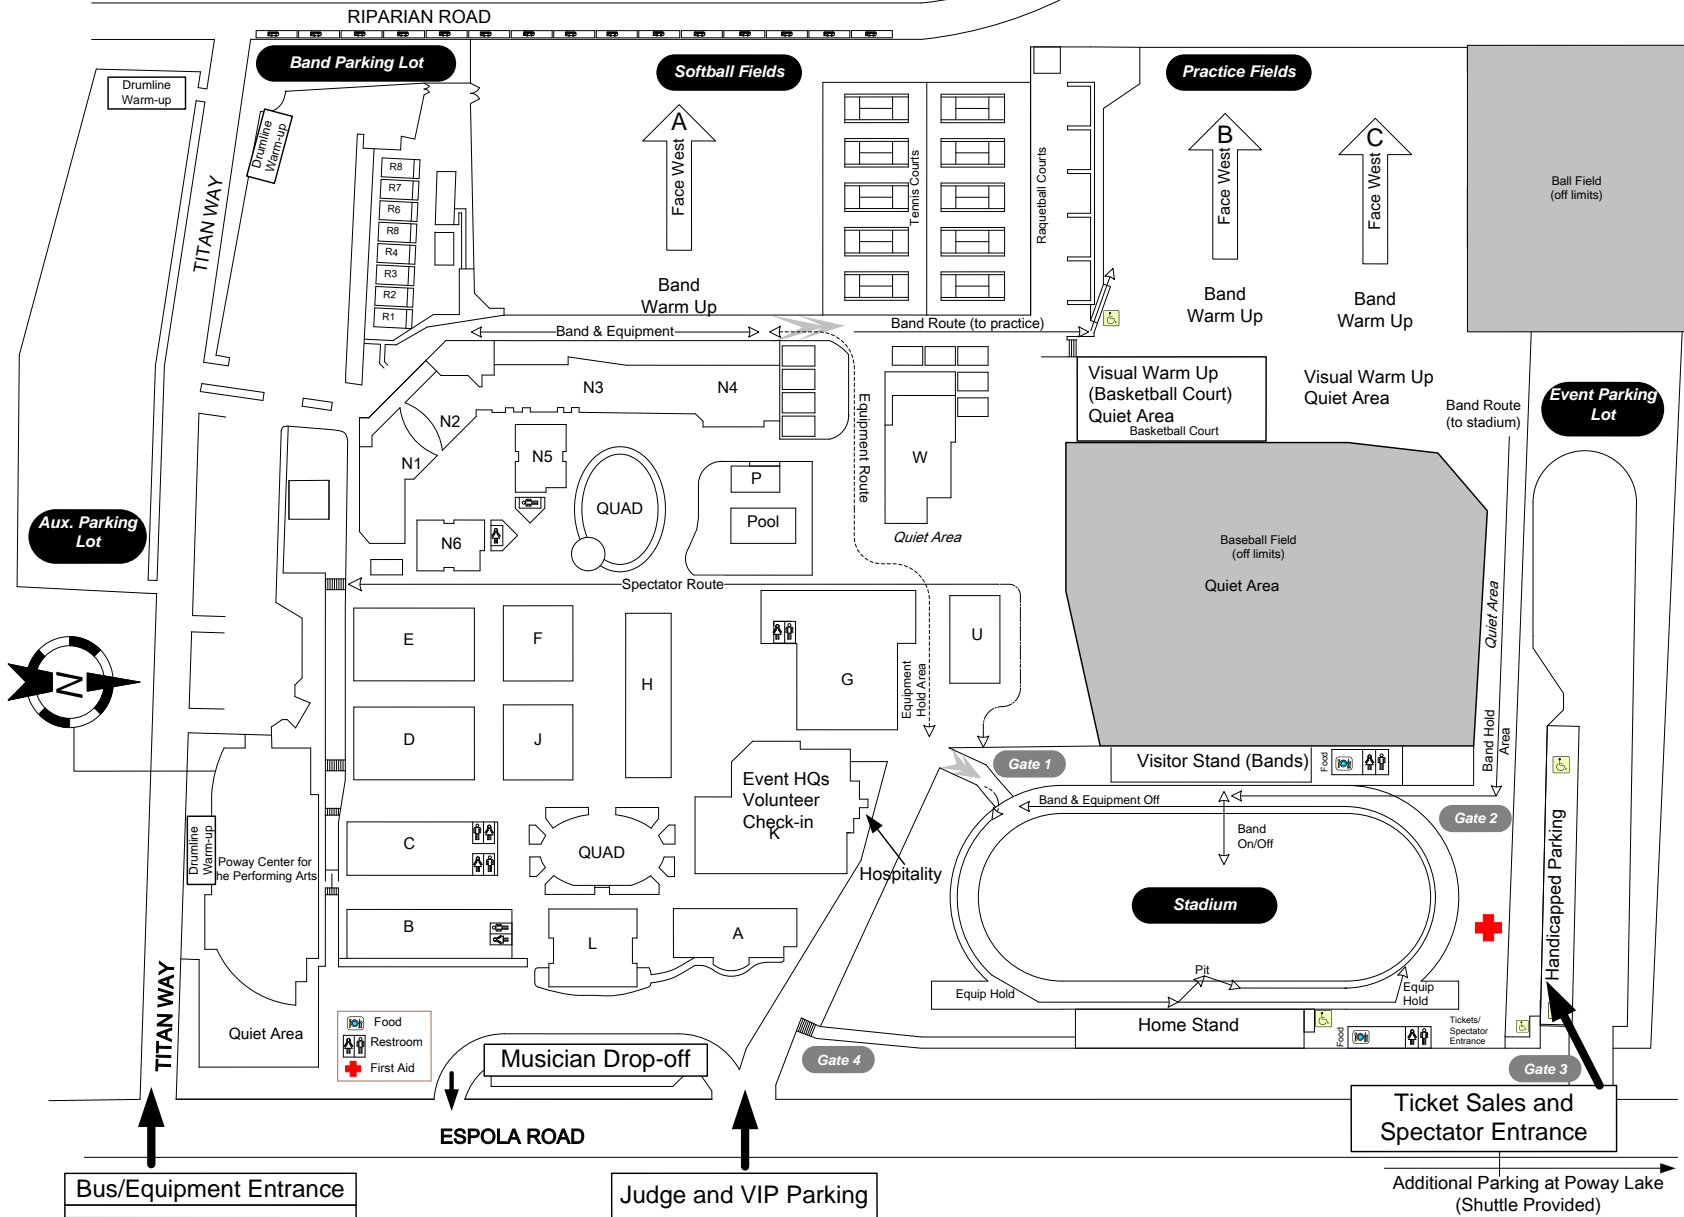 RIPARIAN ROAD
Band Parking Lot
Softball Fields
Practice Fields
Drumline
Warm-up
Drumline
Warm-up
TITAN WAY
R8
R7
R6
R8
R4
R3
R2
R1
A
Face West
Band
Warm Up
Tennis Courts
Raquetball Courts
B
Face West
Band
Warm Up
C
Face West
Band
Warm Up
Ball Field
(off limits)
Band & Equipment
Band Route (to practice)
N3
N4
N2
N1
N5
N6
QUAD
P
Pool
Equipment Route
W
Quiet Area
Visual Warm Up
(Basketball Court)
Quiet Area
Basketball Court
Visual Warm Up
Quiet Area
Band Route
(to stadium)
Event Parking
Lot
Aux. Parking
Lot
Baseball Field
(off limits)
Quiet Area
Quiet Area
Spectator Route
E
F
H
G
U
D
J
Equipment
Hold Area
N
Band Hold
Area
Event HQs
Volunteer
Check-in
K
Hospitality
Gate 1
Visitor Stand (Bands)
Food
Gate 2
Band & Equipment Off
Band
On/Off
Stadium
Handicapped Parking
Drumline
Warm-up
Poway Center for
he Performing Arts
C
QUAD
B
L
A
Pit
Equip Hold
Equip
Hold
Home Stand
Food
Tickets/
Spectator
Entrance
Quiet Area
TITAN WAY
Food
Restroom
First Aid
Musician Drop-off
Gate 4
Gate 3
ESPOLA ROAD
Ticket Sales and
Spectator Entrance
Bus/Equipment Entrance
Judge and VIP Parking
Additional Parking at Poway Lake
(Shuttle Provided)